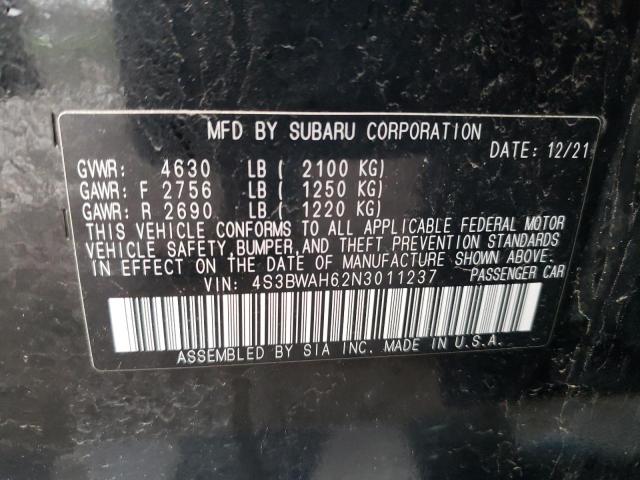 MFD BY SUBARU CORPORATION
DATE: 12/21
GVWR: 4630 LB ( 2100 KG)
GAWR: F 2756 LB ( 1250 KG)
GAWR: R 2690 LB ( 1220 KG)
THIS VEHICLE CONFORMS TO ALL APPLICABLE FEDERAL MOTOR
VEHICLE SAFETY, BUMPER, AND THEFT PREVENTION STANDARDS
IN EFFECT ON THE DATE OF MANUFACTURE SHOWN ABOVE.
VIN: 4S3BWAH62N3011237 PASSENGER CAR
ASSEMBLED BY SIA INC. MADE IN U.S.A.